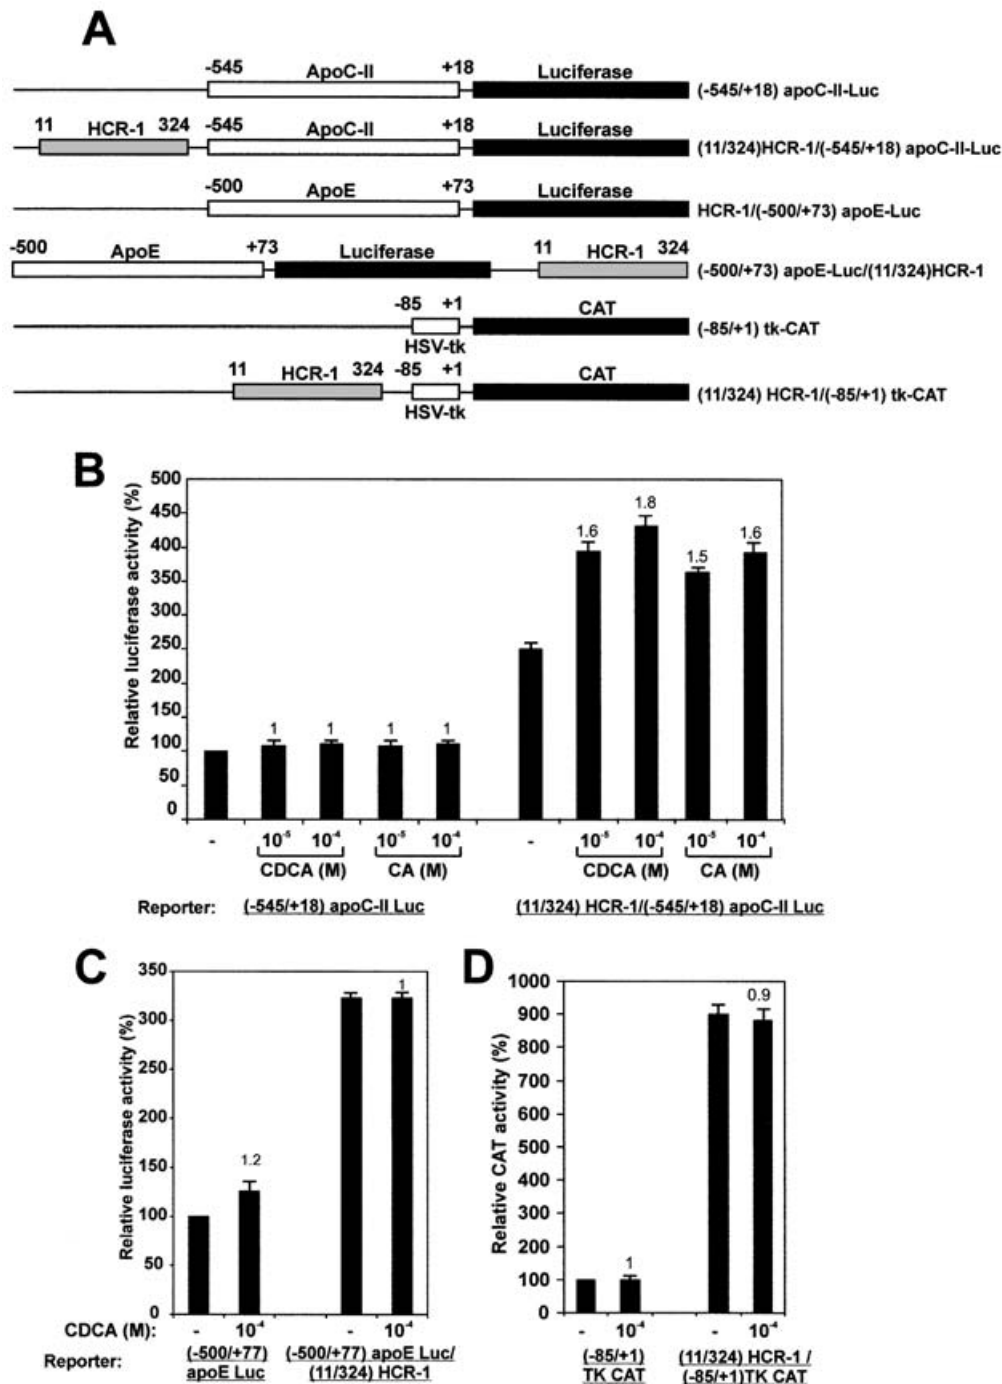 A
-545 ApoC-II +18 Luciferase (-545/+18) apoC-II-Luc
11 HCR-1 324 -545 ApoC-II +18 Luciferase (11/324)HCR-1/(-545/+18) apoC-II-Luc
-500 ApoE +73 Luciferase HCR-1/(-500/+73) apoE-Luc
-500 ApoE +73 Luciferase 11 HCR-1 324 (-500/+73) apoE-Luc/(11/324)HCR-1
-85 +1 CAT (-85/+1) tk-CAT
HSV-tk
11 HCR-1 324 -85 +1 CAT (11/324) HCR-1/(-85/+1) tk-CAT
HSV-tk
B
Relative luciferase activity (%)
500
450
400
350
300
250
200
150
100
50
0
1 1 1 1 1.6 1.8 1.5 1.6
- 10⁻⁵ 10⁻⁴ 10⁻⁵ 10⁻⁴ - 10⁻⁵ 10⁻⁴ 10⁻⁵ 10⁻⁴
CDCA (M) CA (M) CDCA (M) CA (M)
Reporter: (-545/+18) apoC-II Luc (11/324) HCR-1/(-545/+18) apoC-II Luc
C
Relative luciferase activity (%)
350
300
250
200
150
100
50
0
1.2 1
CDCA (M): - 10⁻⁴ - 10⁻⁴
Reporter: (-500/+77) (-500/+77) apoE Luc/
apoE Luc (11/324) HCR-1
D
Relative CAT activity (%)
1000
900
800
700
600
500
400
300
200
100
0
1 0.9
- 10⁻⁴ - 10⁻⁴
(-85/+1) (11/324) HCR-1 /
TK CAT (-85/+1)TK CAT